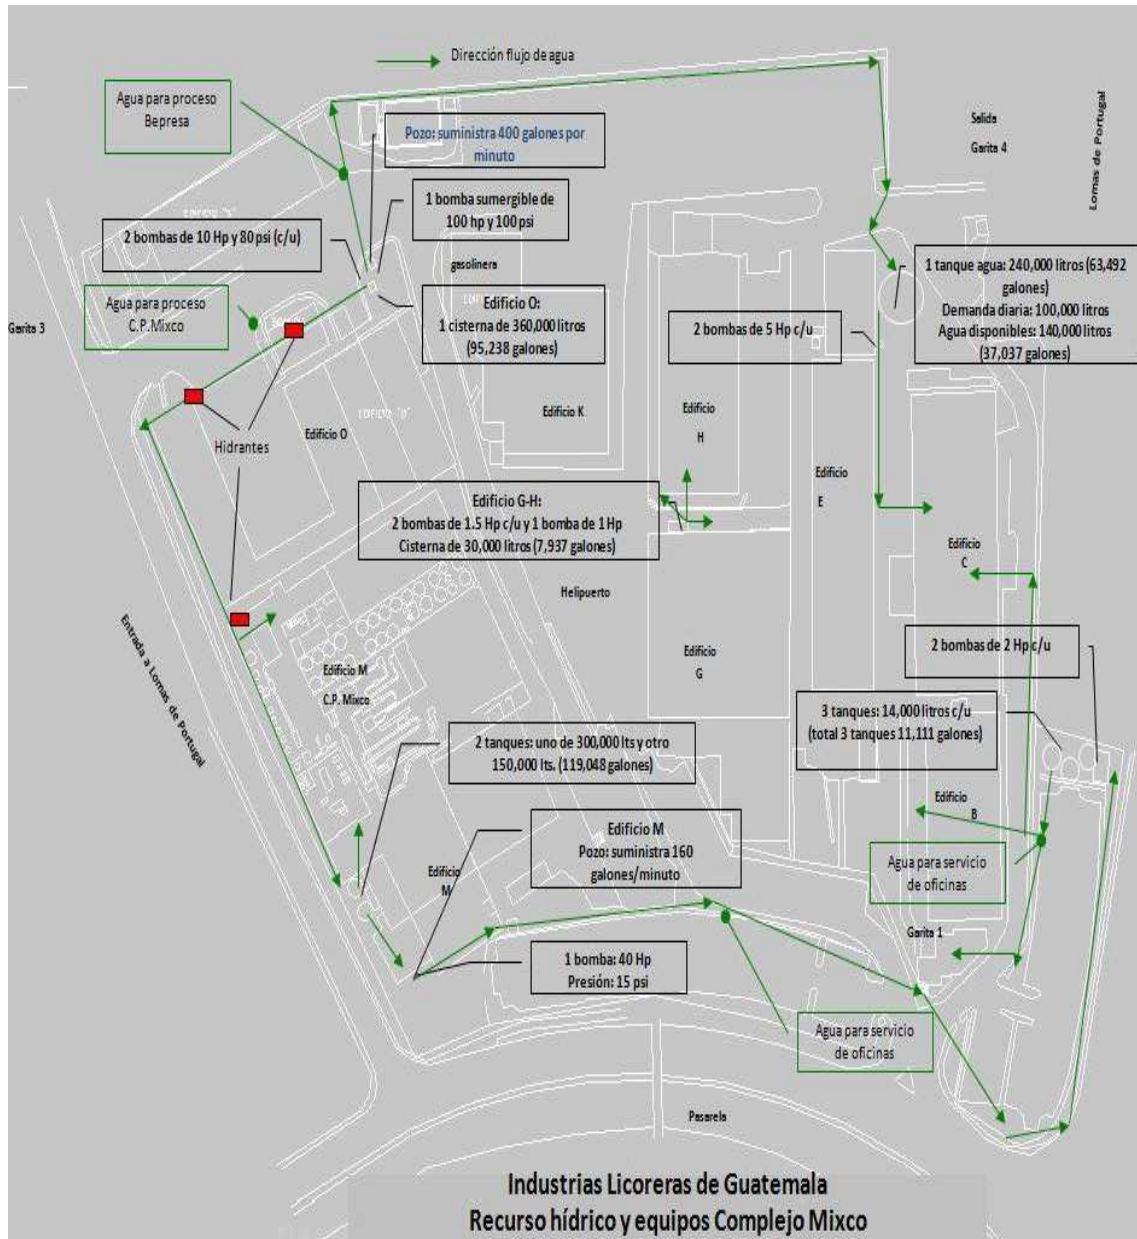 Dirección flujo de agua
Agua para proceso
Bepresa
Pozo: suministra 400 galones por
minuto
Salida
Garita 4
Lomas de Portugal
1 bomba sumergible de
100 hp y 100 psi
2 bombas de 10 Hp y 80 psi (c/u)
gasolinera
1 tanque agua: 240,000 litros (63,492
galones)
Demanda diaria: 100,000 litros
Agua disponibles: 140,000 litros
(37,037 galones)
Agua para proceso
C.P.Mixco
Garita 3
Edificio O:
1 cisterna de 360,000 litros
(95,238 galones)
2 bombas de 5 Hp c/u
Edificio K
Edificio
H
Edificio O
Hidrantes
Edificio
E
Edificio G-H:
2 bombas de 1.5 Hp c/u y 1 bomba de 1Hp
Cisterna de 30,000 litros (7,937 galones)
Edificio
C
Helipuerto
Entrada a Lomas de Portugal
Edificio M
C.P. Mixco
Edificio
G
2 bombas de 2 Hp c/u
3 tanques: 14,000 litros c/u
(total 3 tanques 11,111 galones)
2 tanques: uno de 300,000 lts y otro
150,000 lts. (119,048 galones)
Edificio
B
Edificio M
Pozo: suministra 160
galones/minuto
Edificio
M
Agua para servicio
de oficinas
Garita 1
1 bomba: 40 Hp
Presión: 15 psi
Agua para servicio
de oficinas
Pasarela
Industrias Licoreras de Guatemala
Recurso hídrico y equipos Complejo Mixco